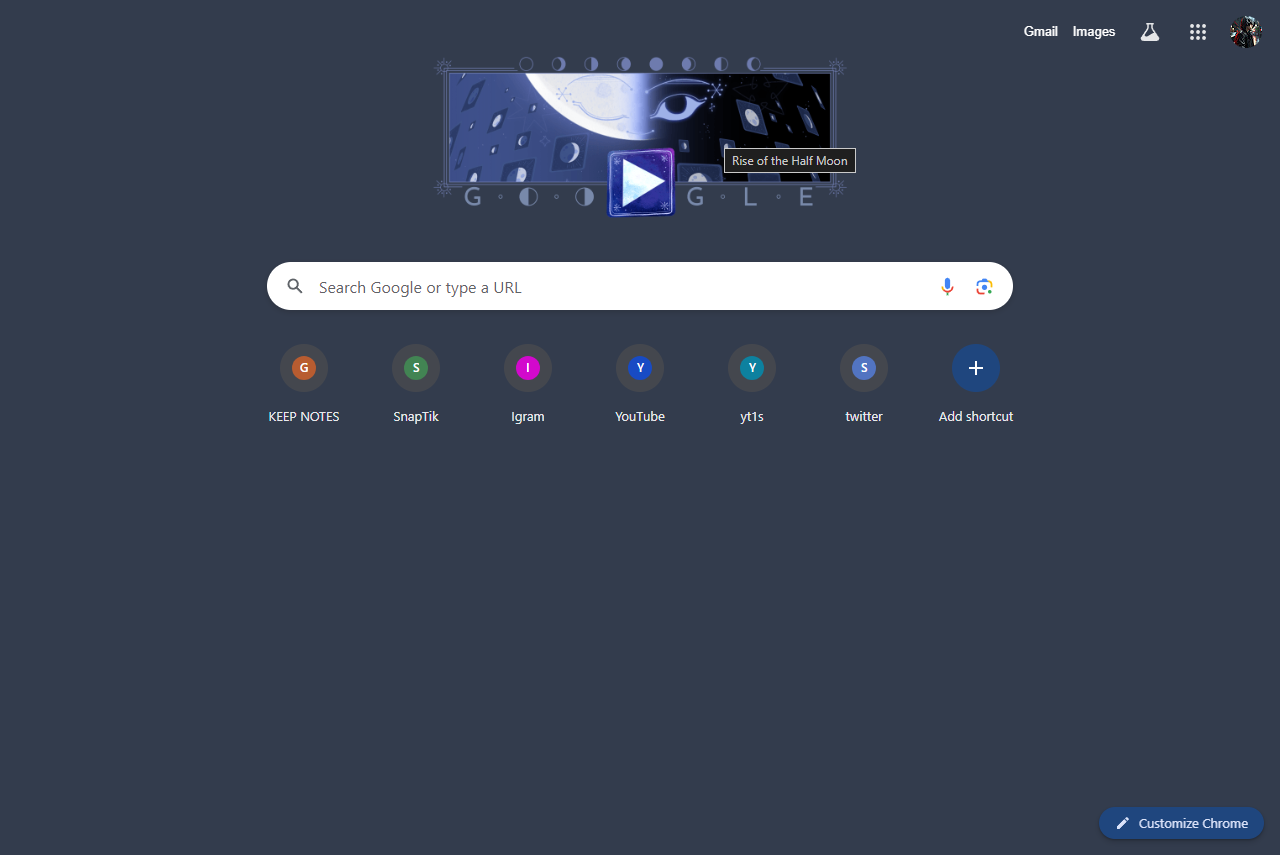 Gmail Images
Rise of the Half Moon
G L E
Search Google or type a URL
G S I Y Y S
KEEP NOTES SnapTik Igram YouTube yt1s twitter Add shortcut
Customize Chrome